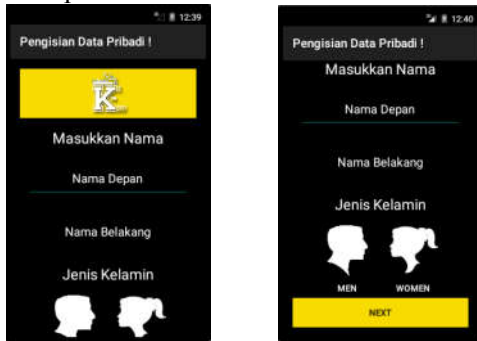 12:39
Pengisian Data Pribadi !
K
Masukkan Nama
Nama Depan
Nama Belakang
Jenis Kelamin
12:40
Pengisian Data Pribadi !
Masukkan Nama
Nama Depan
Nama Belakang
Jenis Kelamin
MEN WOMEN
NEXT